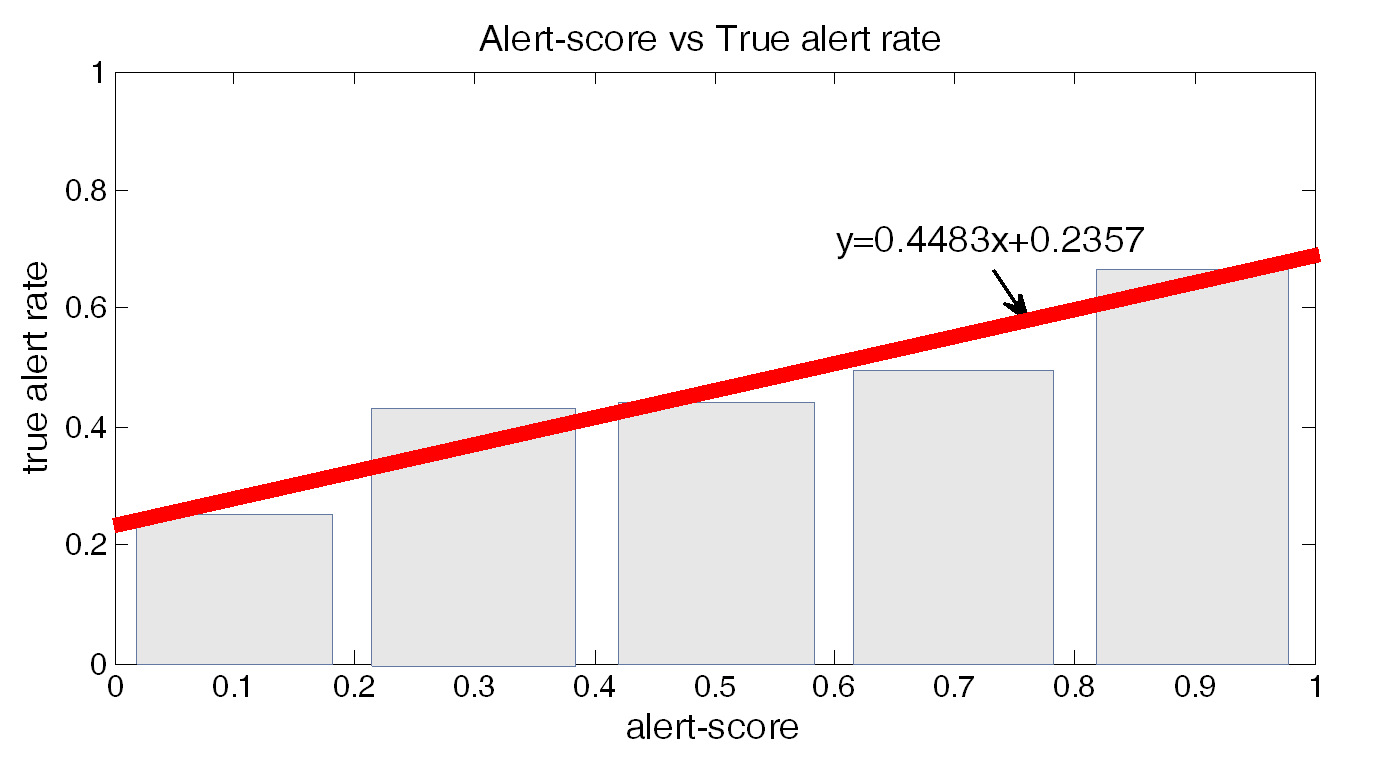 Alert-score vs True alert rate
1
0.8
y=0.4483x+0.2357
0.6
true alert rate
0.4
0.2
0
0 0.1 0.2 0.3 0.4 0.5 0.6 0.7 0.8 0.9 1
alert-score